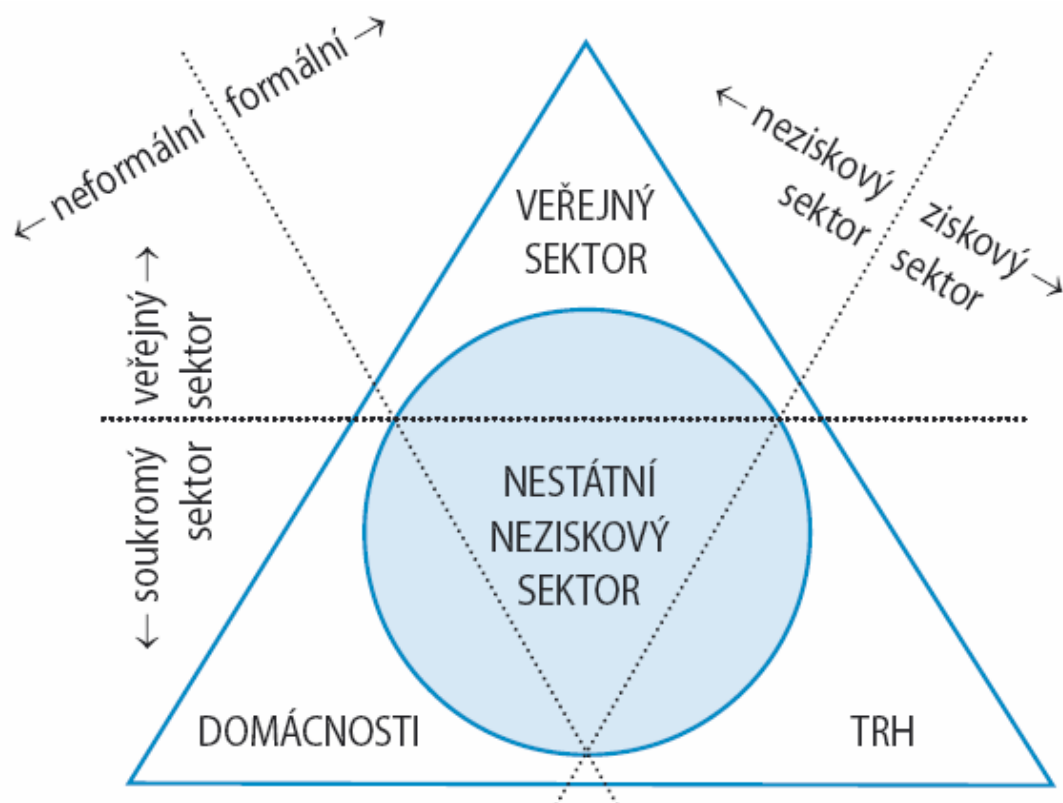 ← neformální formální →
← neziskový
sektor
ziskový →
sektor
VEŘEJNÝ
SEKTOR
veřejný →
sektor
← soukromý
sektor
NESTÁTNÍ
NEZISKOVÝ
SEKTOR
DOMÁCNOSTI
TRH